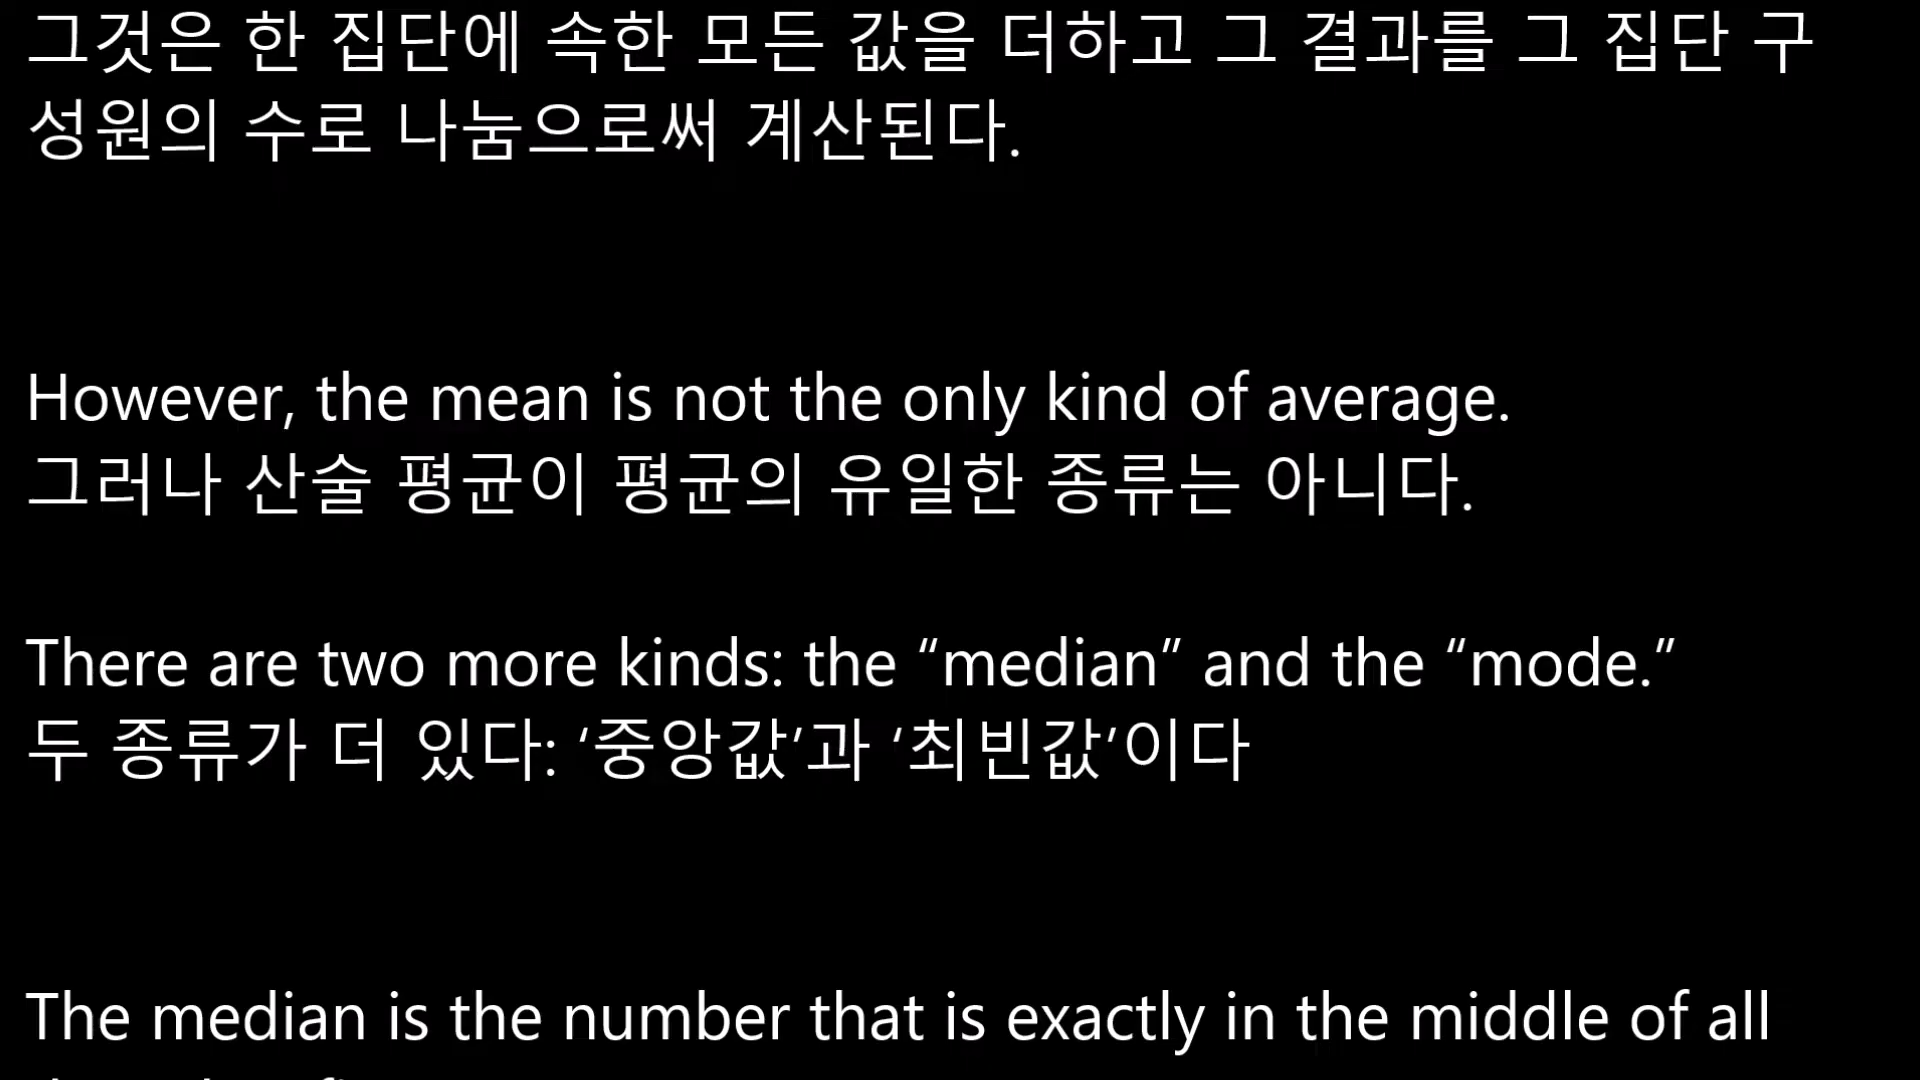 그것은 한 집단에 속한 모든 값을 더하고 그 결과를 그 집단 구
성원의 수로 나눔으로써 계산된다.
However, the mean is not the only kind of average.
그러나 산술 평균이 평균의 유일한 종류는 아니다.
There are two more kinds: the “median” and the “mode.”
두 종류가 더 있다: ‘중앙값’과 ‘최빈값’이다
The median is the number that is exactly in the middle of all